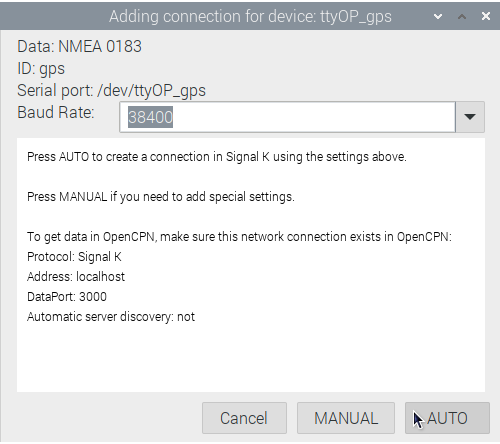 Adding connection for device: ttyOP_gps
Data: NMEA 0183
ID: gps
Serial port: /dev/ttyOP_gps
Baud Rate: 38400
Press AUTO to create a connection in Signal K using the settings above.
Press MANUAL if you need to add special settings.
To get data in OpenCPN, make sure this network connection exists in OpenCPN:
Protocol: Signal K
Address: localhost
DataPort: 3000
Automatic server discovery: not
Cancel MANUAL AUTO